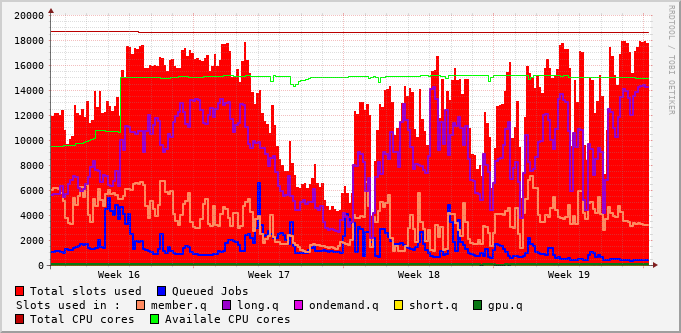 20000
18000
16000
14000
12000
10000
8000
6000
4000
2000
0
Week 16 Week 17 Week 18 Week 19
RRDTOOL / TOBI OETIKER
Total slots used Queued Jobs
Slots used in : member.q long.q ondemand.q short.q gpu.q
Total CPU cores Availale CPU cores